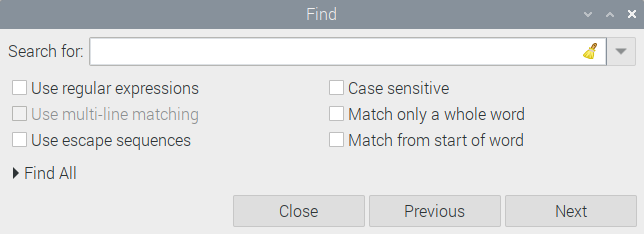 Find
Search for:
Use regular expressions
Case sensitive
Use multi-line matching
Match only a whole word
Use escape sequences
Match from start of word
Find All
Close Previous Next